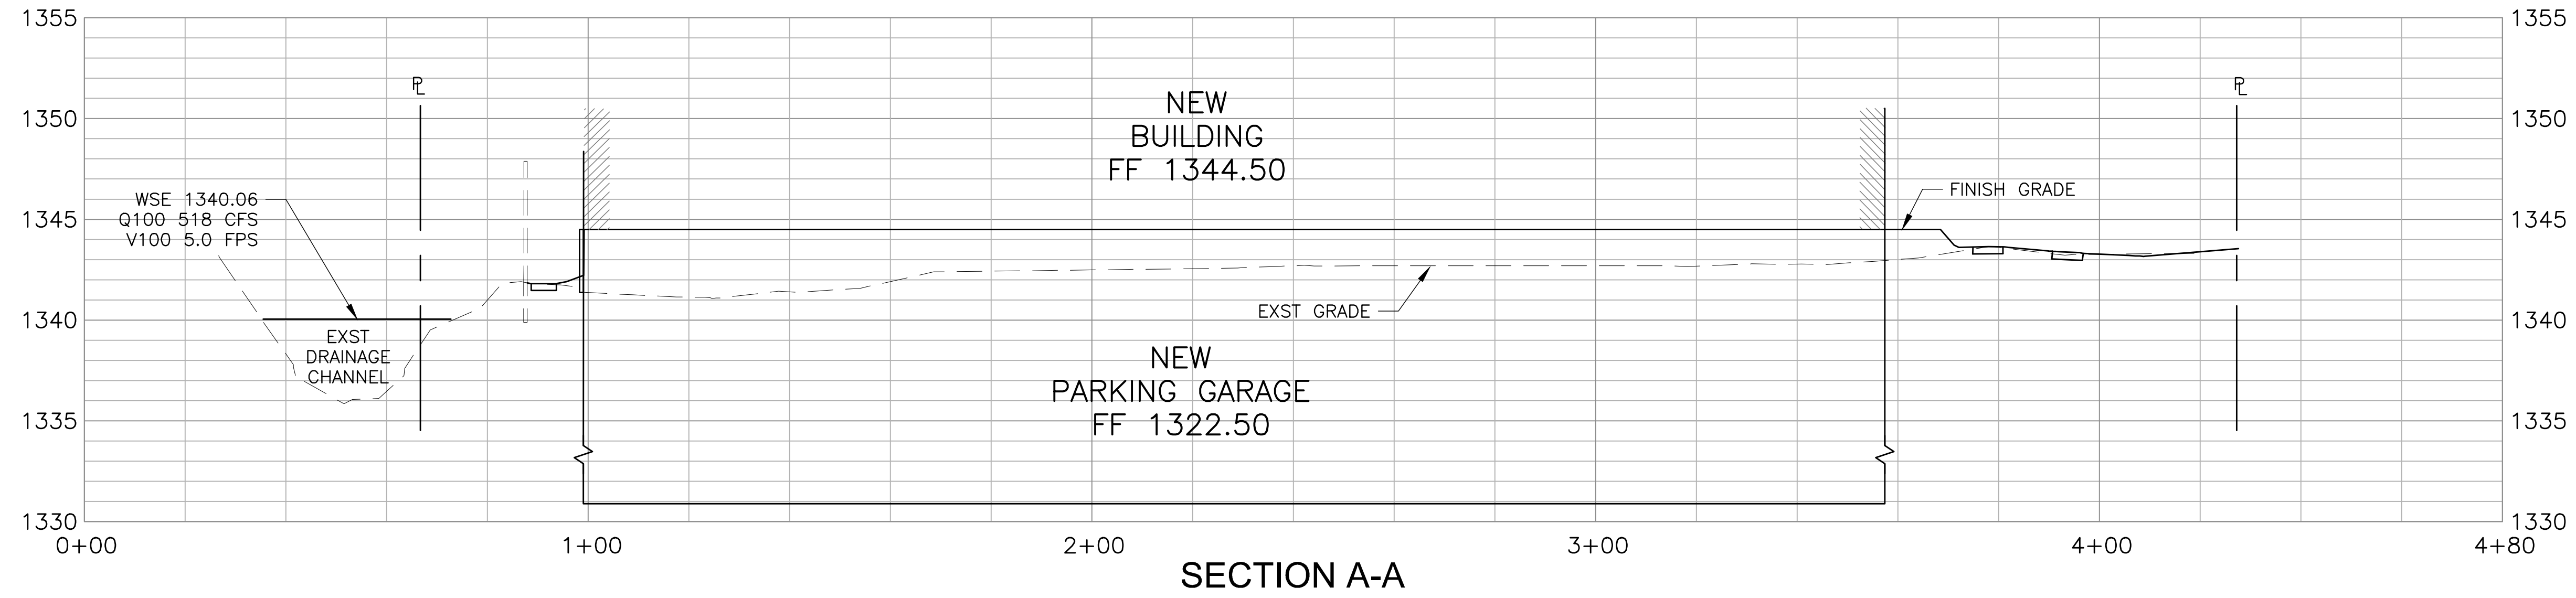 1355
1355
PL
PL
1350
1350
NEW
BUILDING
FF 1344.50
WSE 1340.06
Q100 518 CFS
V100 5.0 FPS
FINISH GRADE
1345
1345
EXST GRADE
1340
1340
EXST
DRAINAGE
CHANNEL
NEW
PARKING GARAGE
FF 1322.50
1335
1335
1330
1330
0+00
1+00
2+00
3+00
4+00
4+80
SECTION A-A